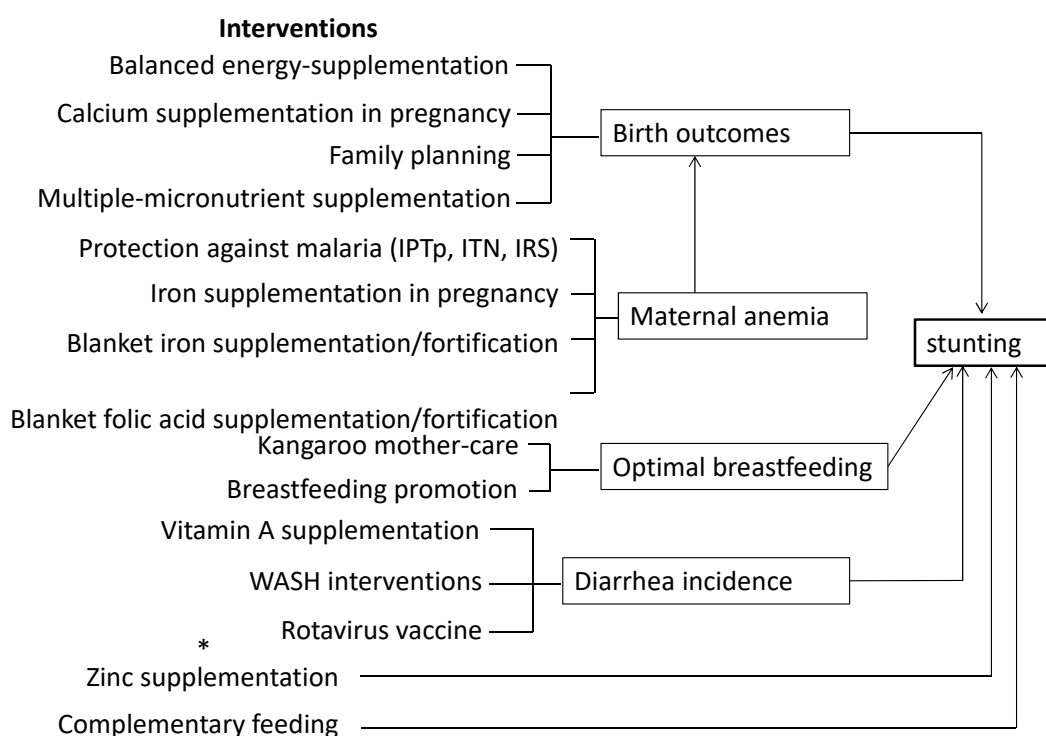 Interventions
Balanced energy-supplementation
Calcium supplementation in pregnancy
Family planning
Multiple-micronutrient supplementation
Birth outcomes
Protection against malaria (IPTp, ITN, IRS)
Iron supplementation in pregnancy
Blanket iron supplementation/fortification
Maternal anemia
stunting
Blanket folic acid supplementation/fortification
Kangaroo mother-care
Breastfeeding promotion
Optimal breastfeeding
Vitamin A supplementation
WASH interventions
Rotavirus vaccine
Diarrhea incidence
*
Zinc supplementation
Complementary feeding